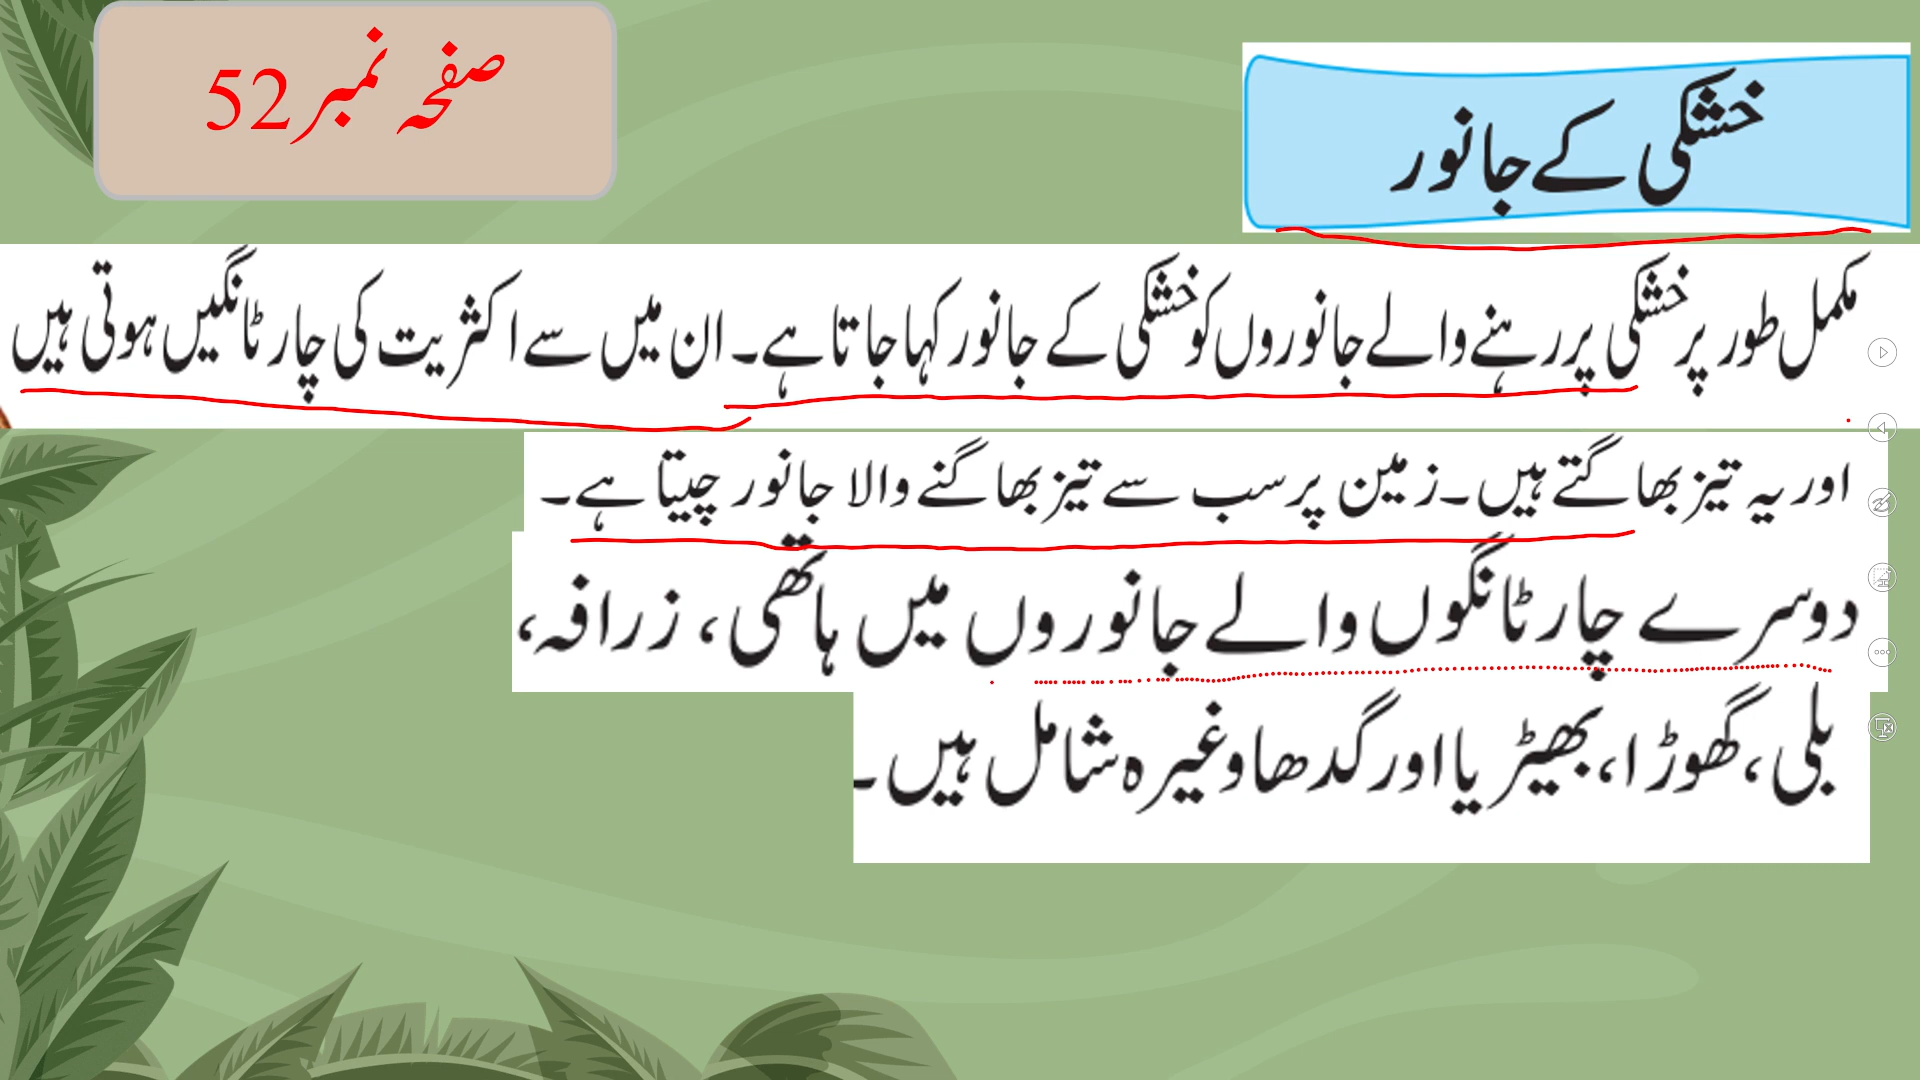 صفحہ نمبر 52
خشکی کے جانور
مکمل طور پر خشکی پر رہنے والے جانوروں کو خشکی کے جانور کہا جاتا ہے۔ ان میں سے اکثریت کی چار ٹانگیں ہوتی ہیں
اور یہ تیز بھاگتے ہیں۔ زمین پر سب سے تیز بھاگنے والا جانور چیتا ہے۔
دوسرے چار ٹانگوں والے جانوروں میں ہاتھی، زرافہ،
بلی، گھوڑا، بھیڑیا اور گدھا وغیرہ شامل ہیں۔